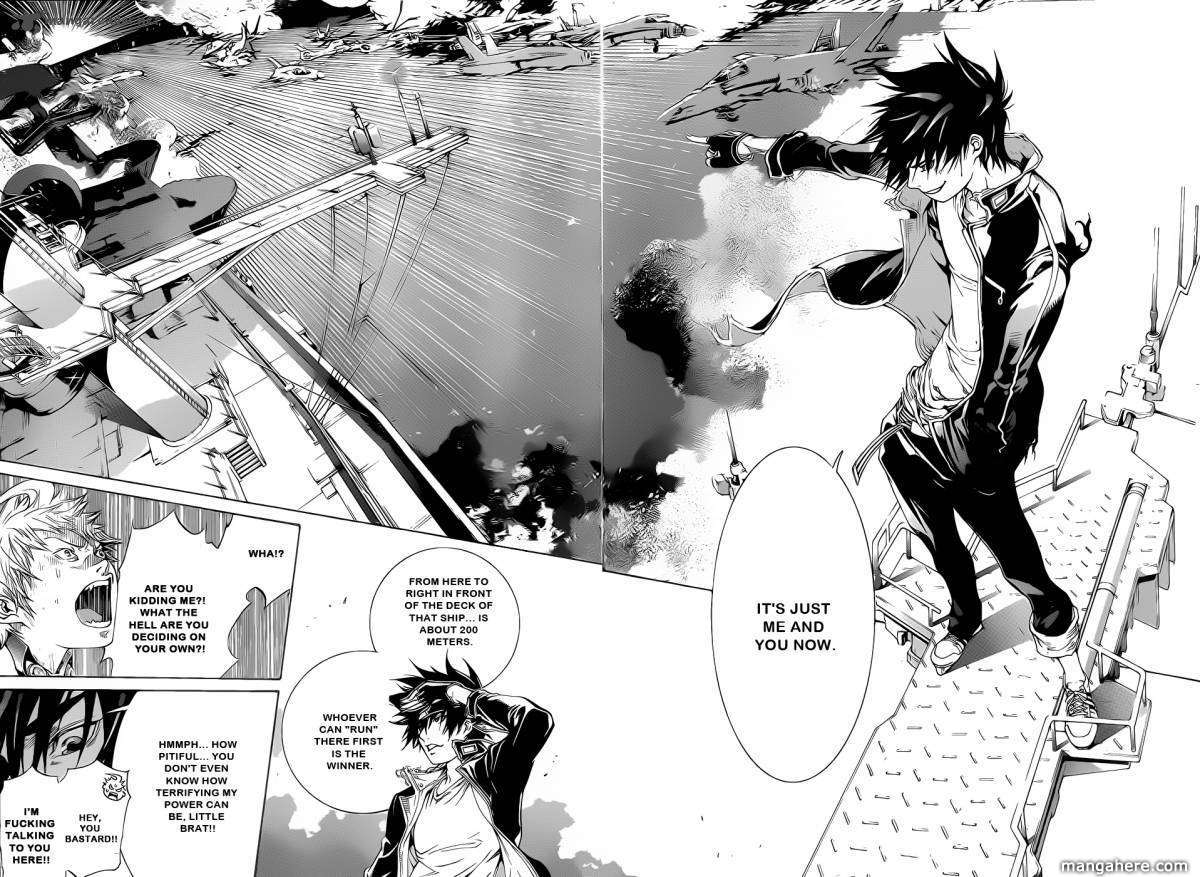 IT'S JUST
ME AND
YOU NOW.
FROM HERE TO
RIGHT IN FRONT
OF THE DECK OF
THAT SHIP... IS
ABOUT 200
METERS.
WHOEVER
CAN "RUN"
THERE FIRST
IS THE
WINNER.
WHA!?
ARE YOU
KIDDING ME?!
WHAT THE
HELL ARE YOU
DECIDING ON
YOUR OWN?!
HMMPH... HOW
PITIFUL... YOU
DON'T EVEN
KNOW HOW
TERRIFYING MY
POWER CAN
BE, LITTLE
BRAT!!
HEY,
YOU
BASTARD!!
I'M
FUCKING
TALKING
TO YOU
HERE!!
mangahere.com